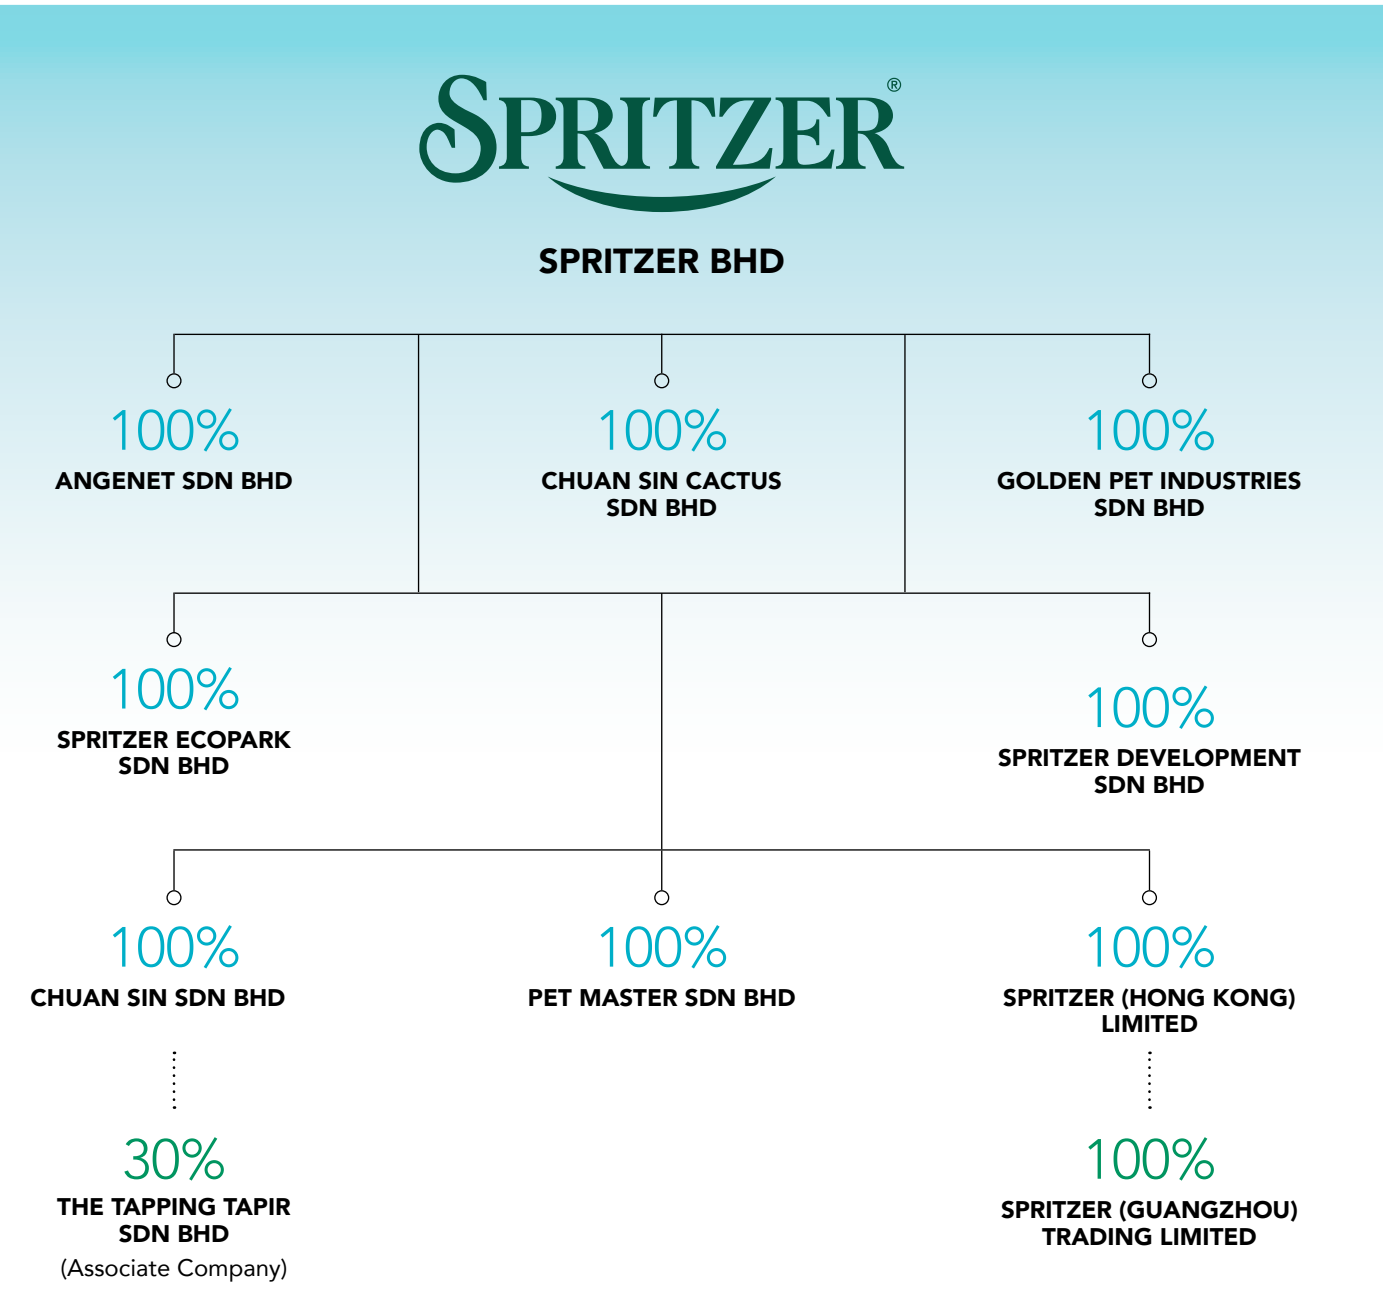 SPRITZER®
SPRITZER BHD
100%
ANGENET SDN BHD
100%
CHUAN SIN CACTUS
SDN BHD
100%
GOLDEN PET INDUSTRIES
SDN BHD
100%
SPRITZER ECOPARK
SDN BHD
100%
SPRITZER DEVELOPMENT
SDN BHD
100%
CHUAN SIN SDN BHD
100%
PET MASTER SDN BHD
100%
SPRITZER (HONG KONG)
LIMITED
30%
THE TAPPING TAPIR
SDN BHD
(Associate Company)
100%
SPRITZER (GUANGZHOU)
TRADING LIMITED